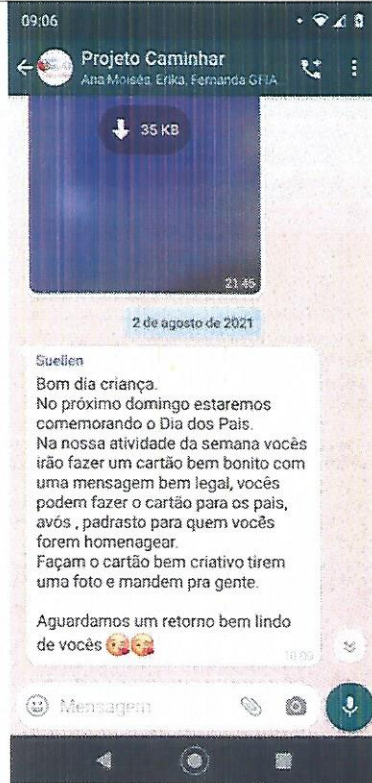 09:06
Projeto Caminhar
Ana Moisés, Erika, Fernanda GFIA
35 KB
21:45
2 de agosto de 2021
Suellen
Bom dia criança.
No próximo domingo estaremos
comemorando o Dia dos Pais.
Na nossa atividade da semana vocês
irão fazer um cartão bem bonito com
uma mensagem bem legal, vocês
podem fazer o cartão para os pais,
avós , padrasto para quem vocês
forem homenagear.
Façam o cartão bem criativo tirem
uma foto e mandem pra gente.
Aguardamos um retorno bem lindo
de vocês
Mensagem